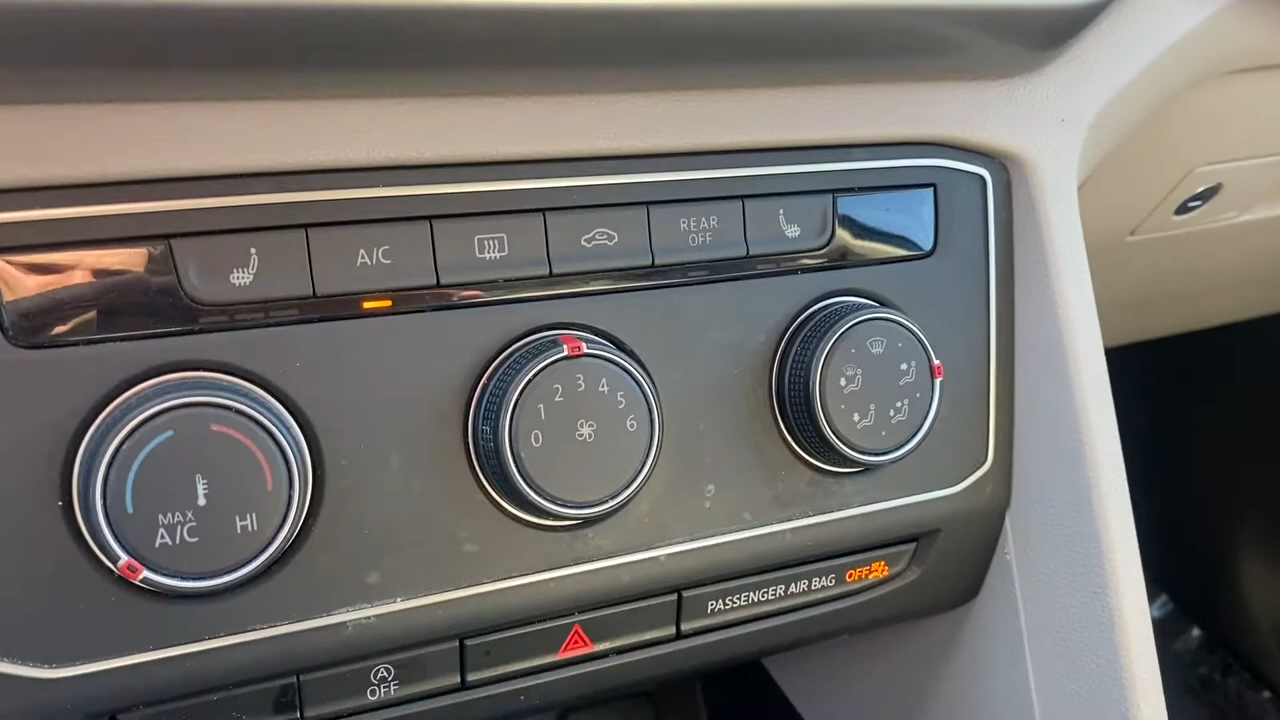 A/C
REAR
OFF
MAX
A/C
HI
0 1 2 3 4 5 6
PASSENGER AIR BAG OFF
A
OFF